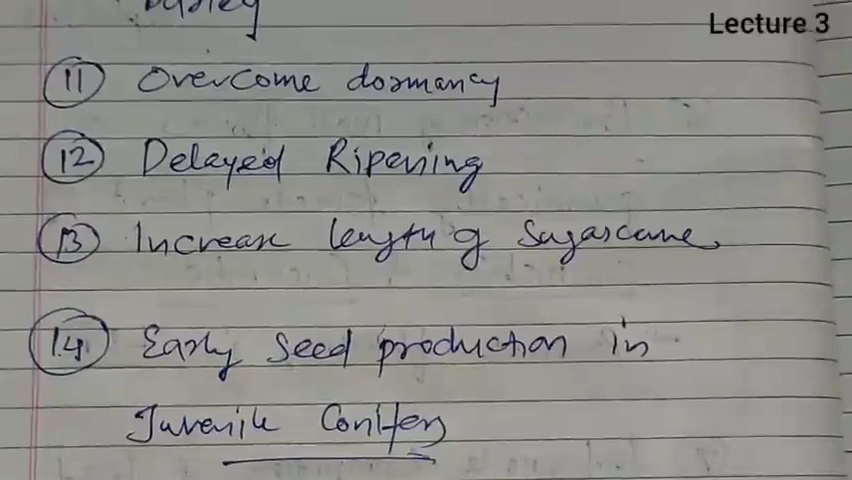 Lecture 3
barley
11 Overcome dormancy
12 Delayed Ripening
13 Increase length of Sugarcane
14 Early seed production in
Juvenile Conifers